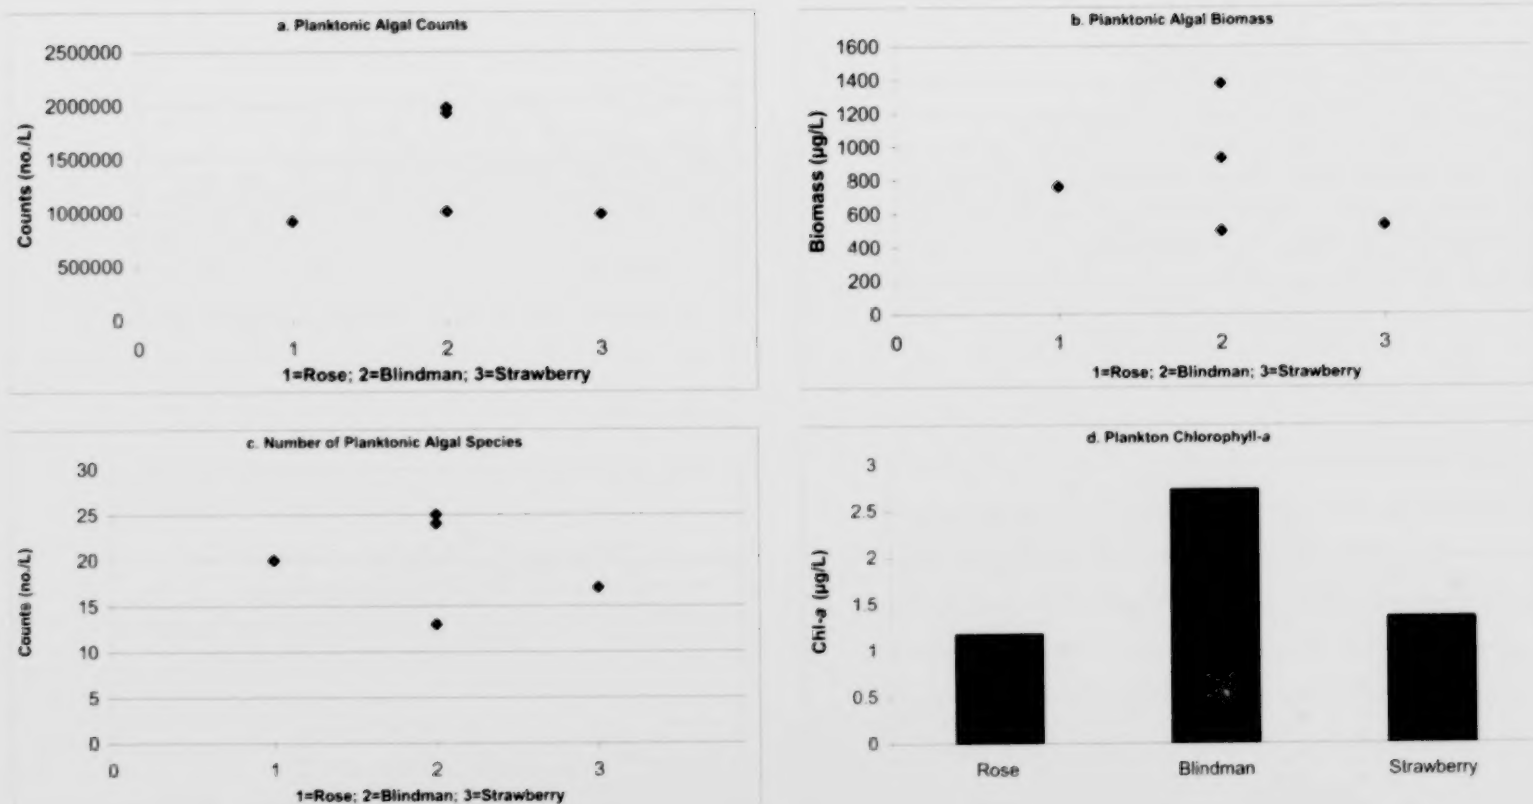 a. Planktonic Algal Counts
2500000
2000000
1500000
1000000
500000
0
Counts (no./L)
0 1 2 3
1=Rose; 2=Blindman; 3=Strawberry
b. Planktonic Algal Biomass
1600
1400
1200
1000
800
600
400
200
0
Biomass (µg/L)
0 1 2 3
1=Rose; 2=Blindman; 3=Strawberry
c. Number of Planktonic Algal Species
30
25
20
15
10
5
0
Counts (no./L)
0 1 2 3
1=Rose; 2=Blindman; 3=Strawberry
d. Plankton Chlorophyll-a
3
2.5
2
1.5
1
0.5
0
Chl-a (µg/L)
Rose Blindman Strawberry